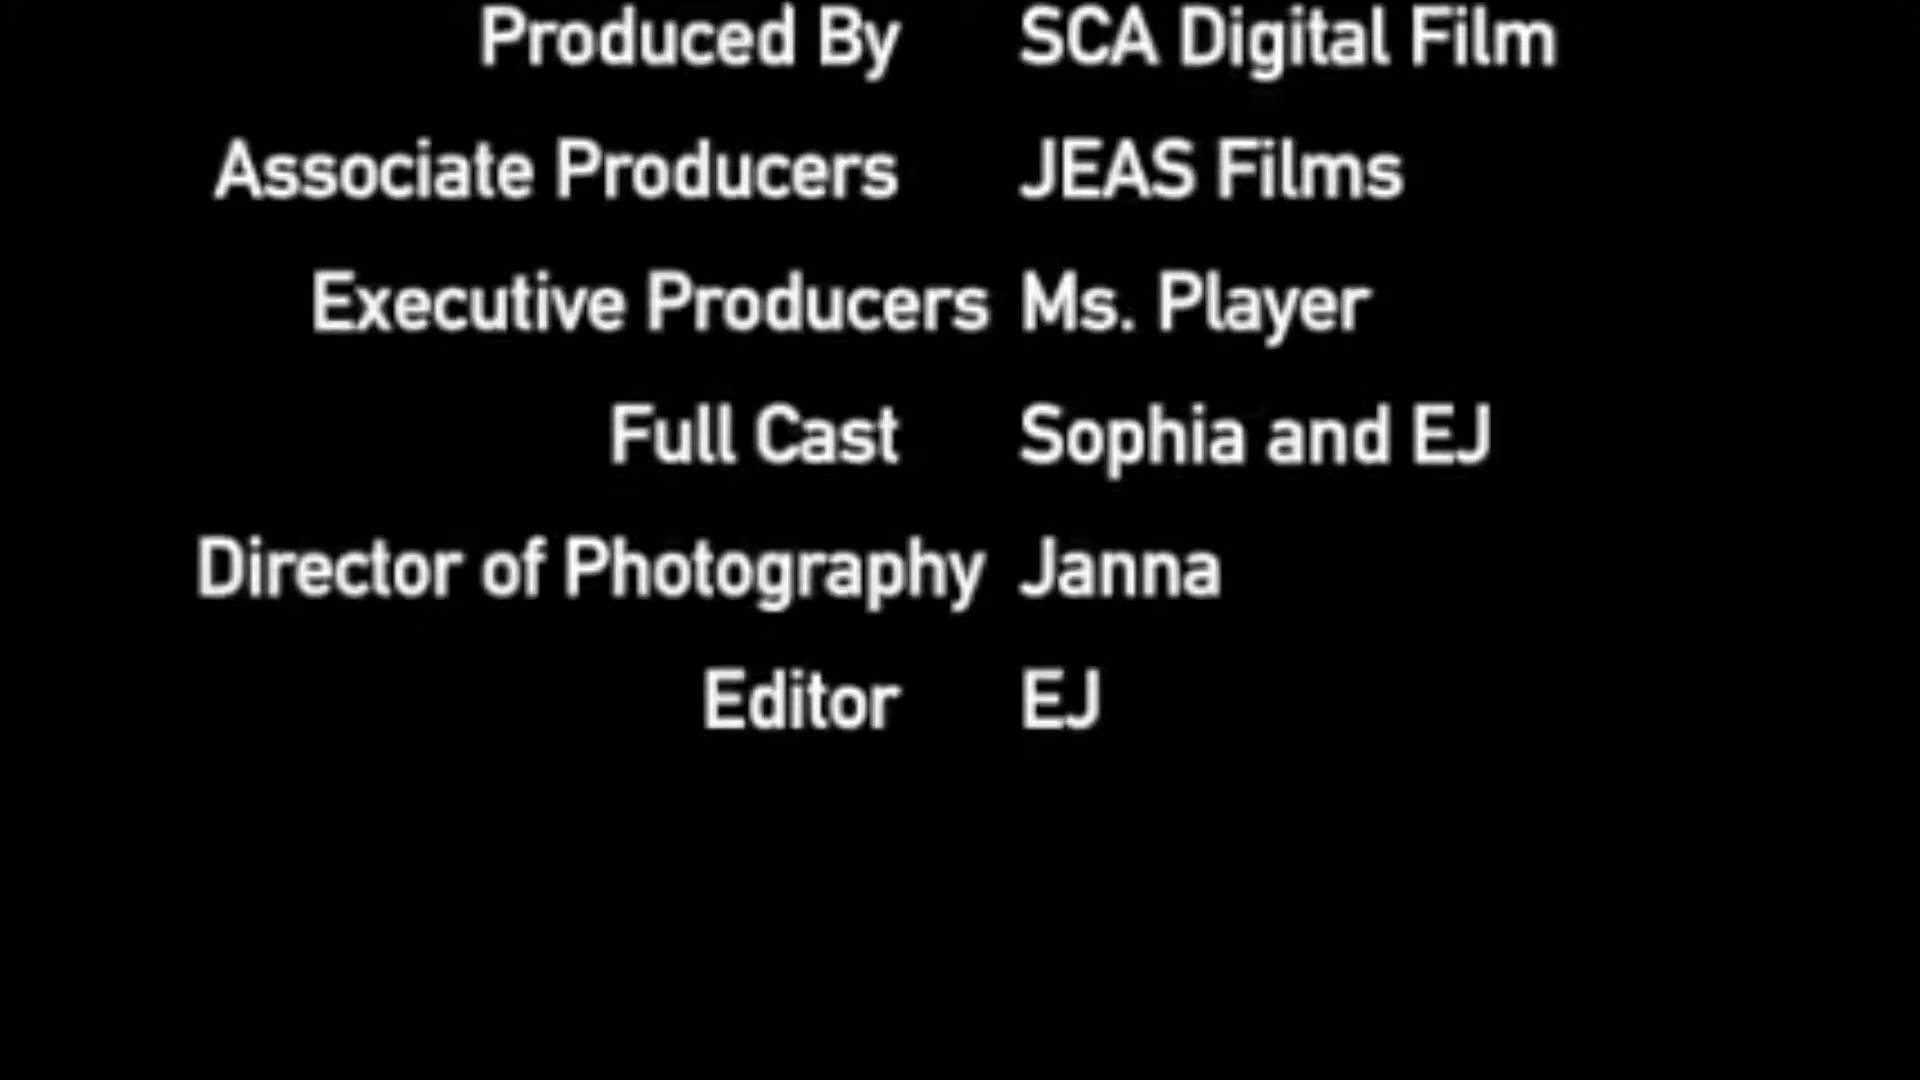 Produced By SCA Digital Film
Associate Producers JEAS Films
Executive Producers Ms. Player
Full Cast Sophia and EJ
Director of Photography Janna
Editor EJ